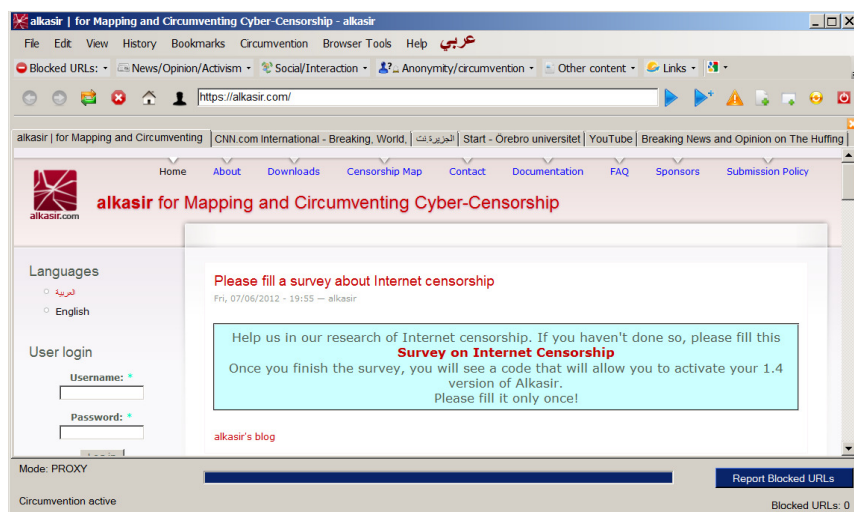 alkasir | for Mapping and Circumventing Cyber-Censorship - alkasir
File Edit View History Bookmarks Circumvention Browser Tools Help عربي
Blocked URLs: News/Opinion/Activism Social/Interaction Anonymity/circumvention Other content Links
https://alkasir.com/
alkasir | for Mapping and Circumventing CNN.com International - Breaking, World, الجزيرة نت Start - Örebro universitet YouTube Breaking News and Opinion on The Huffing
Home About Downloads Censorship Map Contact Documentation FAQ Sponsors Submission Policy
alkasir.com
alkasir for Mapping and Circumventing Cyber-Censorship
Languages
العربية
English
User login
Username: *
Password: *
Please fill a survey about Internet censorship
Fri, 07/06/2012 - 19:55 — alkasir
Help us in our research of Internet censorship. If you haven't done so, please fill this
Survey on Internet Censorship
Once you finish the survey, you will see a code that will allow you to activate your 1.4
version of Alkasir.
Please fill it only once!
alkasir's blog
Mode: PROXY
Report Blocked URLs
Circumvention active
Blocked URLs: 0